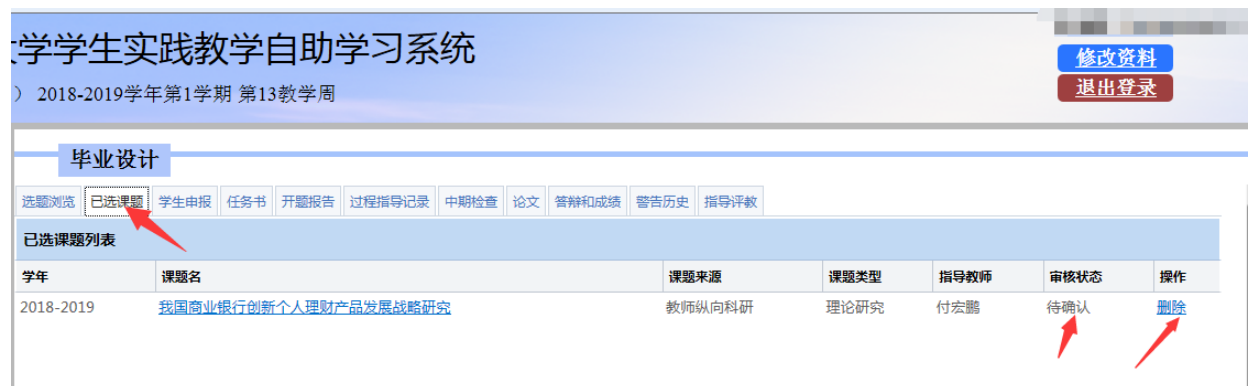 学学生实践教学自助学习系统
修改资料
) 2018-2019学年第1学期 第13教学周
退出登录
毕业设计
选题浏览 已选课题 学生申报 任务书 开题报告 过程指导记录 中期检查 论文 答辩和成绩 警告历史 指导评教
已选课题列表
学年 课题名 课题来源 课题类型 指导教师 审核状态 操作
2018-2019 我国商业银行创新个人理财产品发展战略研究 教师纵向科研 理论研究 付宏鹏 待确认 删除